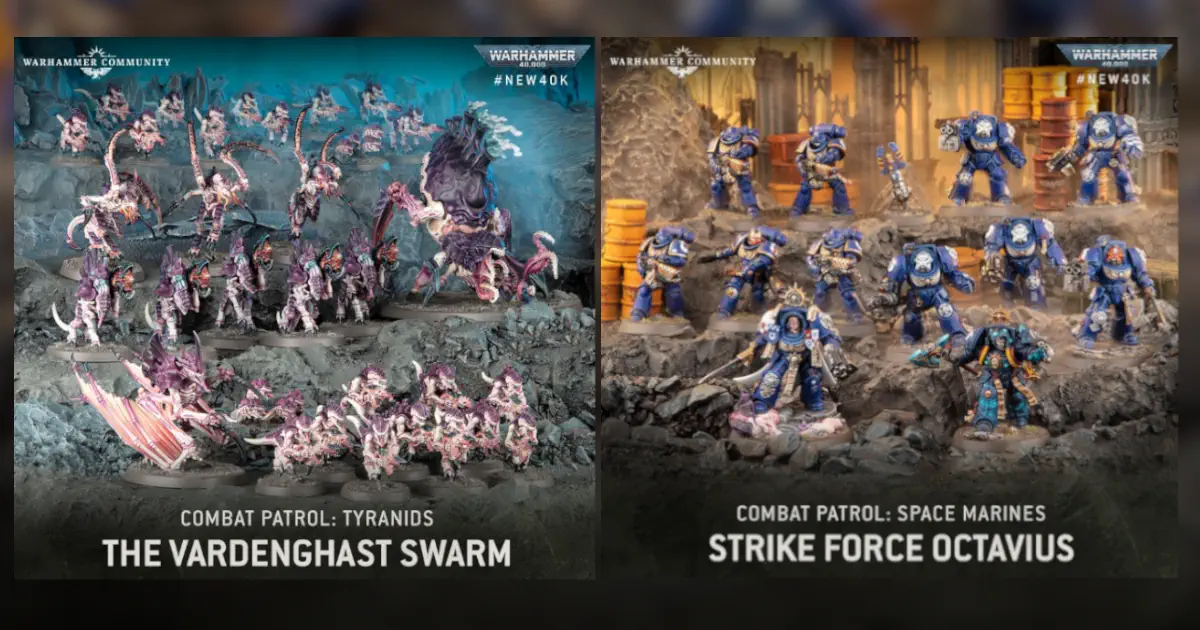 WARHAMMER COMMUNITY
WARHAMMER
40,000
#NEW40K
COMBAT PATROL: TYRANIDS
THE VARDENGHAST SWARM
WARHAMMER COMMUNITY
WARHAMMER
40,000
#NEW40K
COMBAT PATROL: SPACE MARINES
STRIKE FORCE OCTAVIUS